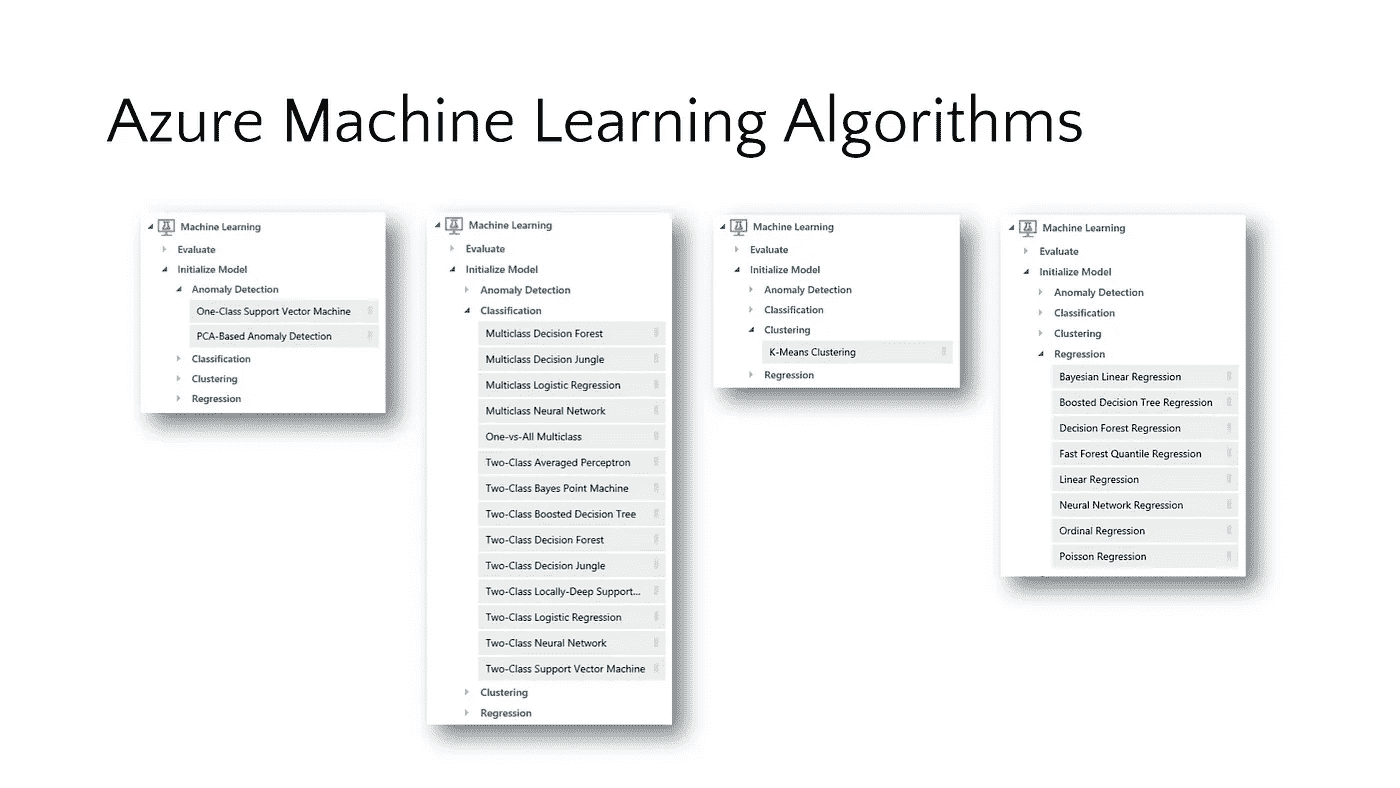 Azure Machine Learning Algorithms
Machine Learning
Evaluate
Initialize Model
Anomaly Detection
One-Class Support Vector Machine
PCA-Based Anomaly Detection
Classification
Clustering
Regression
Machine Learning
Evaluate
Initialize Model
Anomaly Detection
Classification
Multiclass Decision Forest
Multiclass Decision Jungle
Multiclass Logistic Regression
Multiclass Neural Network
One-vs-All Multiclass
Two-Class Averaged Perceptron
Two-Class Bayes Point Machine
Two-Class Boosted Decision Tree
Two-Class Decision Forest
Two-Class Decision Jungle
Two-Class Locally-Deep Support...
Two-Class Logistic Regression
Two-Class Neural Network
Two-Class Support Vector Machine
Clustering
Regression
Machine Learning
Evaluate
Initialize Model
Anomaly Detection
Classification
Clustering
K-Means Clustering
Regression
Machine Learning
Evaluate
Initialize Model
Anomaly Detection
Classification
Clustering
Regression
Bayesian Linear Regression
Boosted Decision Tree Regression
Decision Forest Regression
Fast Forest Quantile Regression
Linear Regression
Neural Network Regression
Ordinal Regression
Poisson Regression